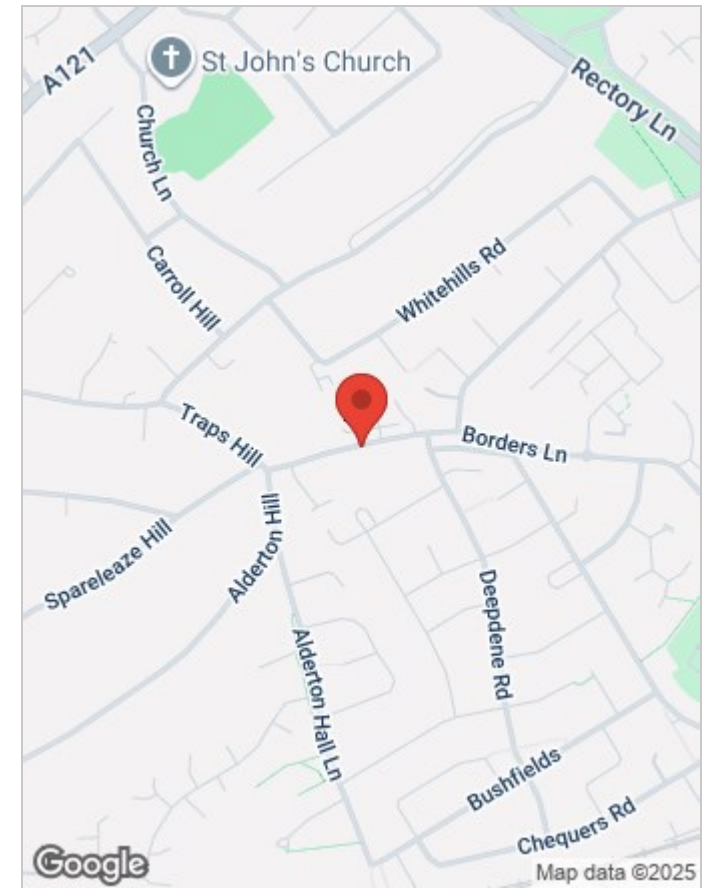 A121
St John's Church
Rectory Ln
Church Ln
Whitehills Rd
Carroll Hill
Traps Hill
Borders Ln
Alderton Hill
Spareleaze Hill
Deepdene Rd
Alderton Hall Ln
Bushfields
Chequers Rd
Google
Map data ©2025